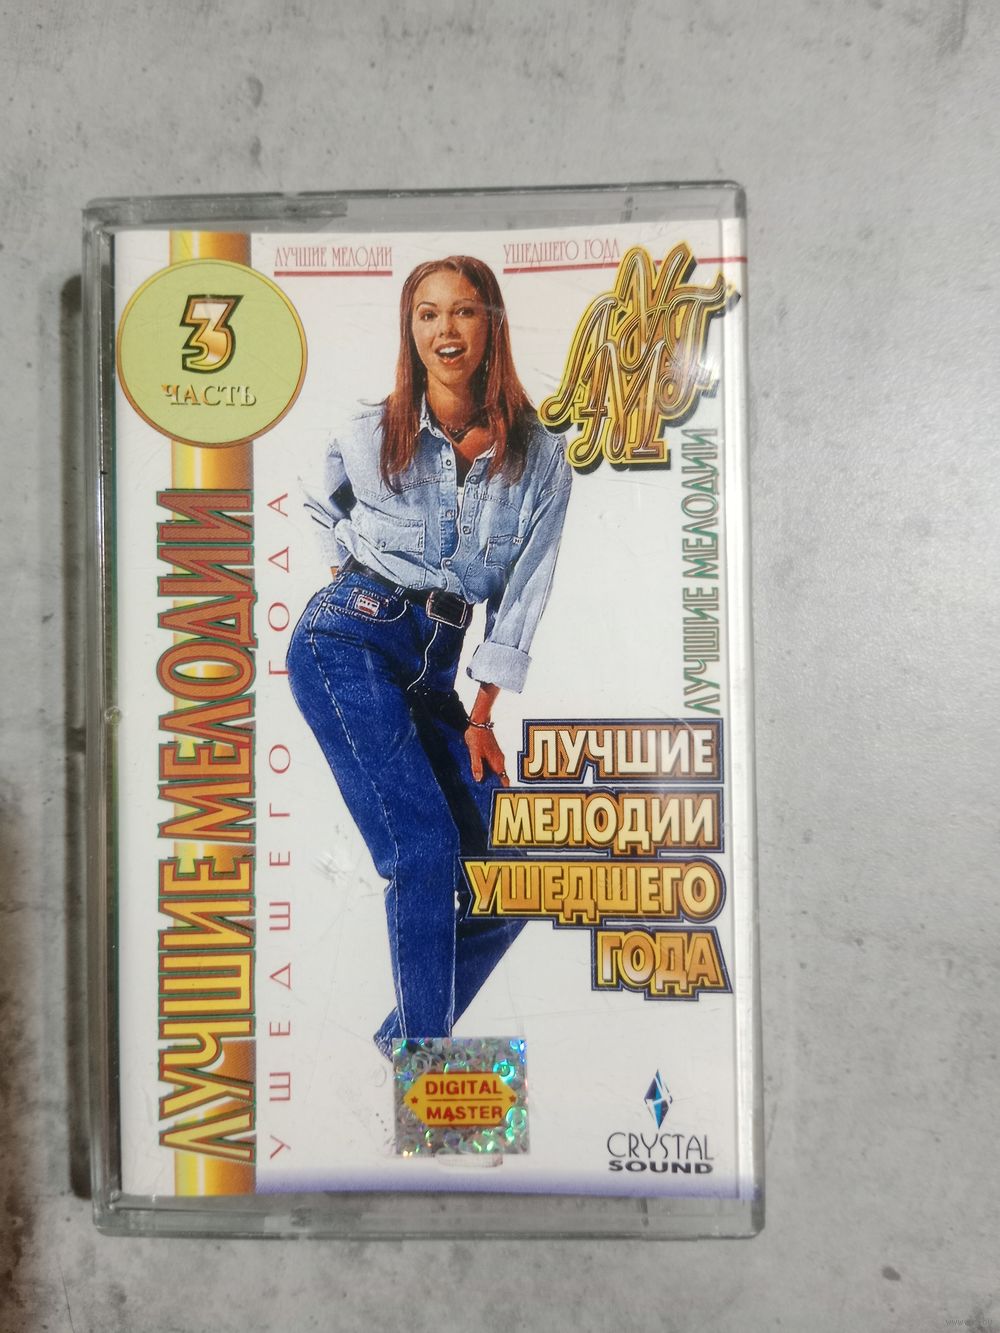 ЛУЧШИЕ МЕЛОДИИ УШЕДШЕГО ГОДА
3
ЧАСТЬ
ЛУЧШИЕ МЕЛОДИИ
УШЕДШЕГО ГОДА
ЛУЧШИЕ МЕЛОДИИ
ЛУЧШИЕ
МЕЛОДИИ
УШЕДШЕГО
ГОДА
DIGITAL
MASTER
CRYSTAL
SOUND